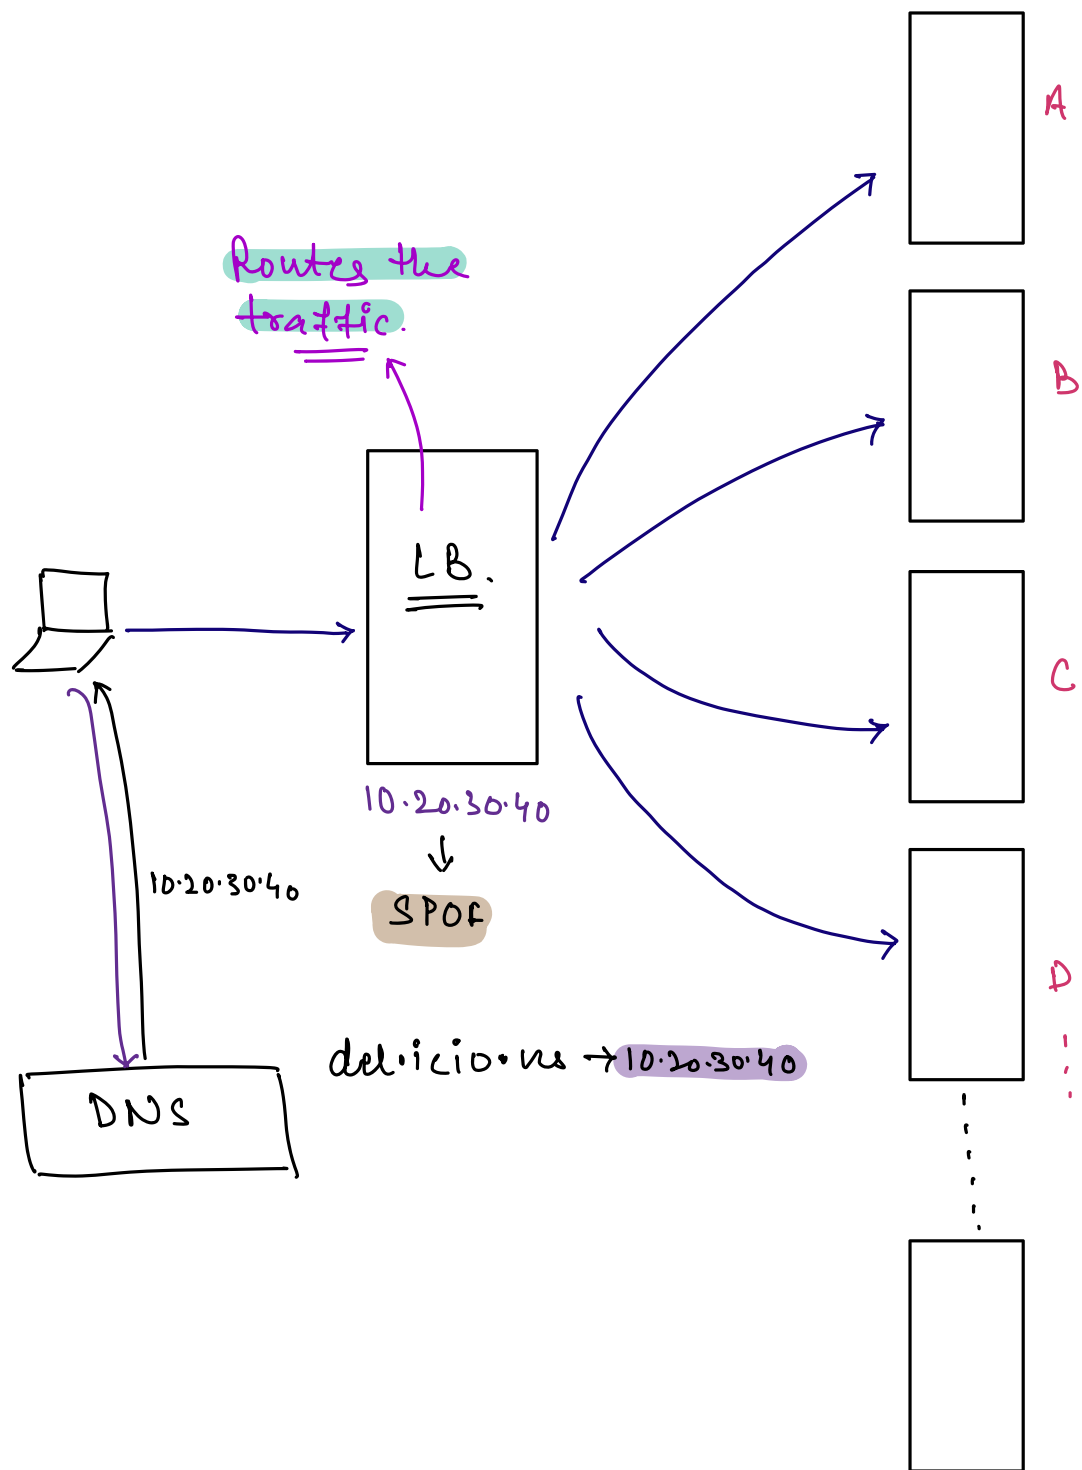 A
Routes the
traffic.
B
LB.
C
10.20.30.40
10.20.30.40
SPOF
D
del.icio.us → 10.20.30.40
DNS